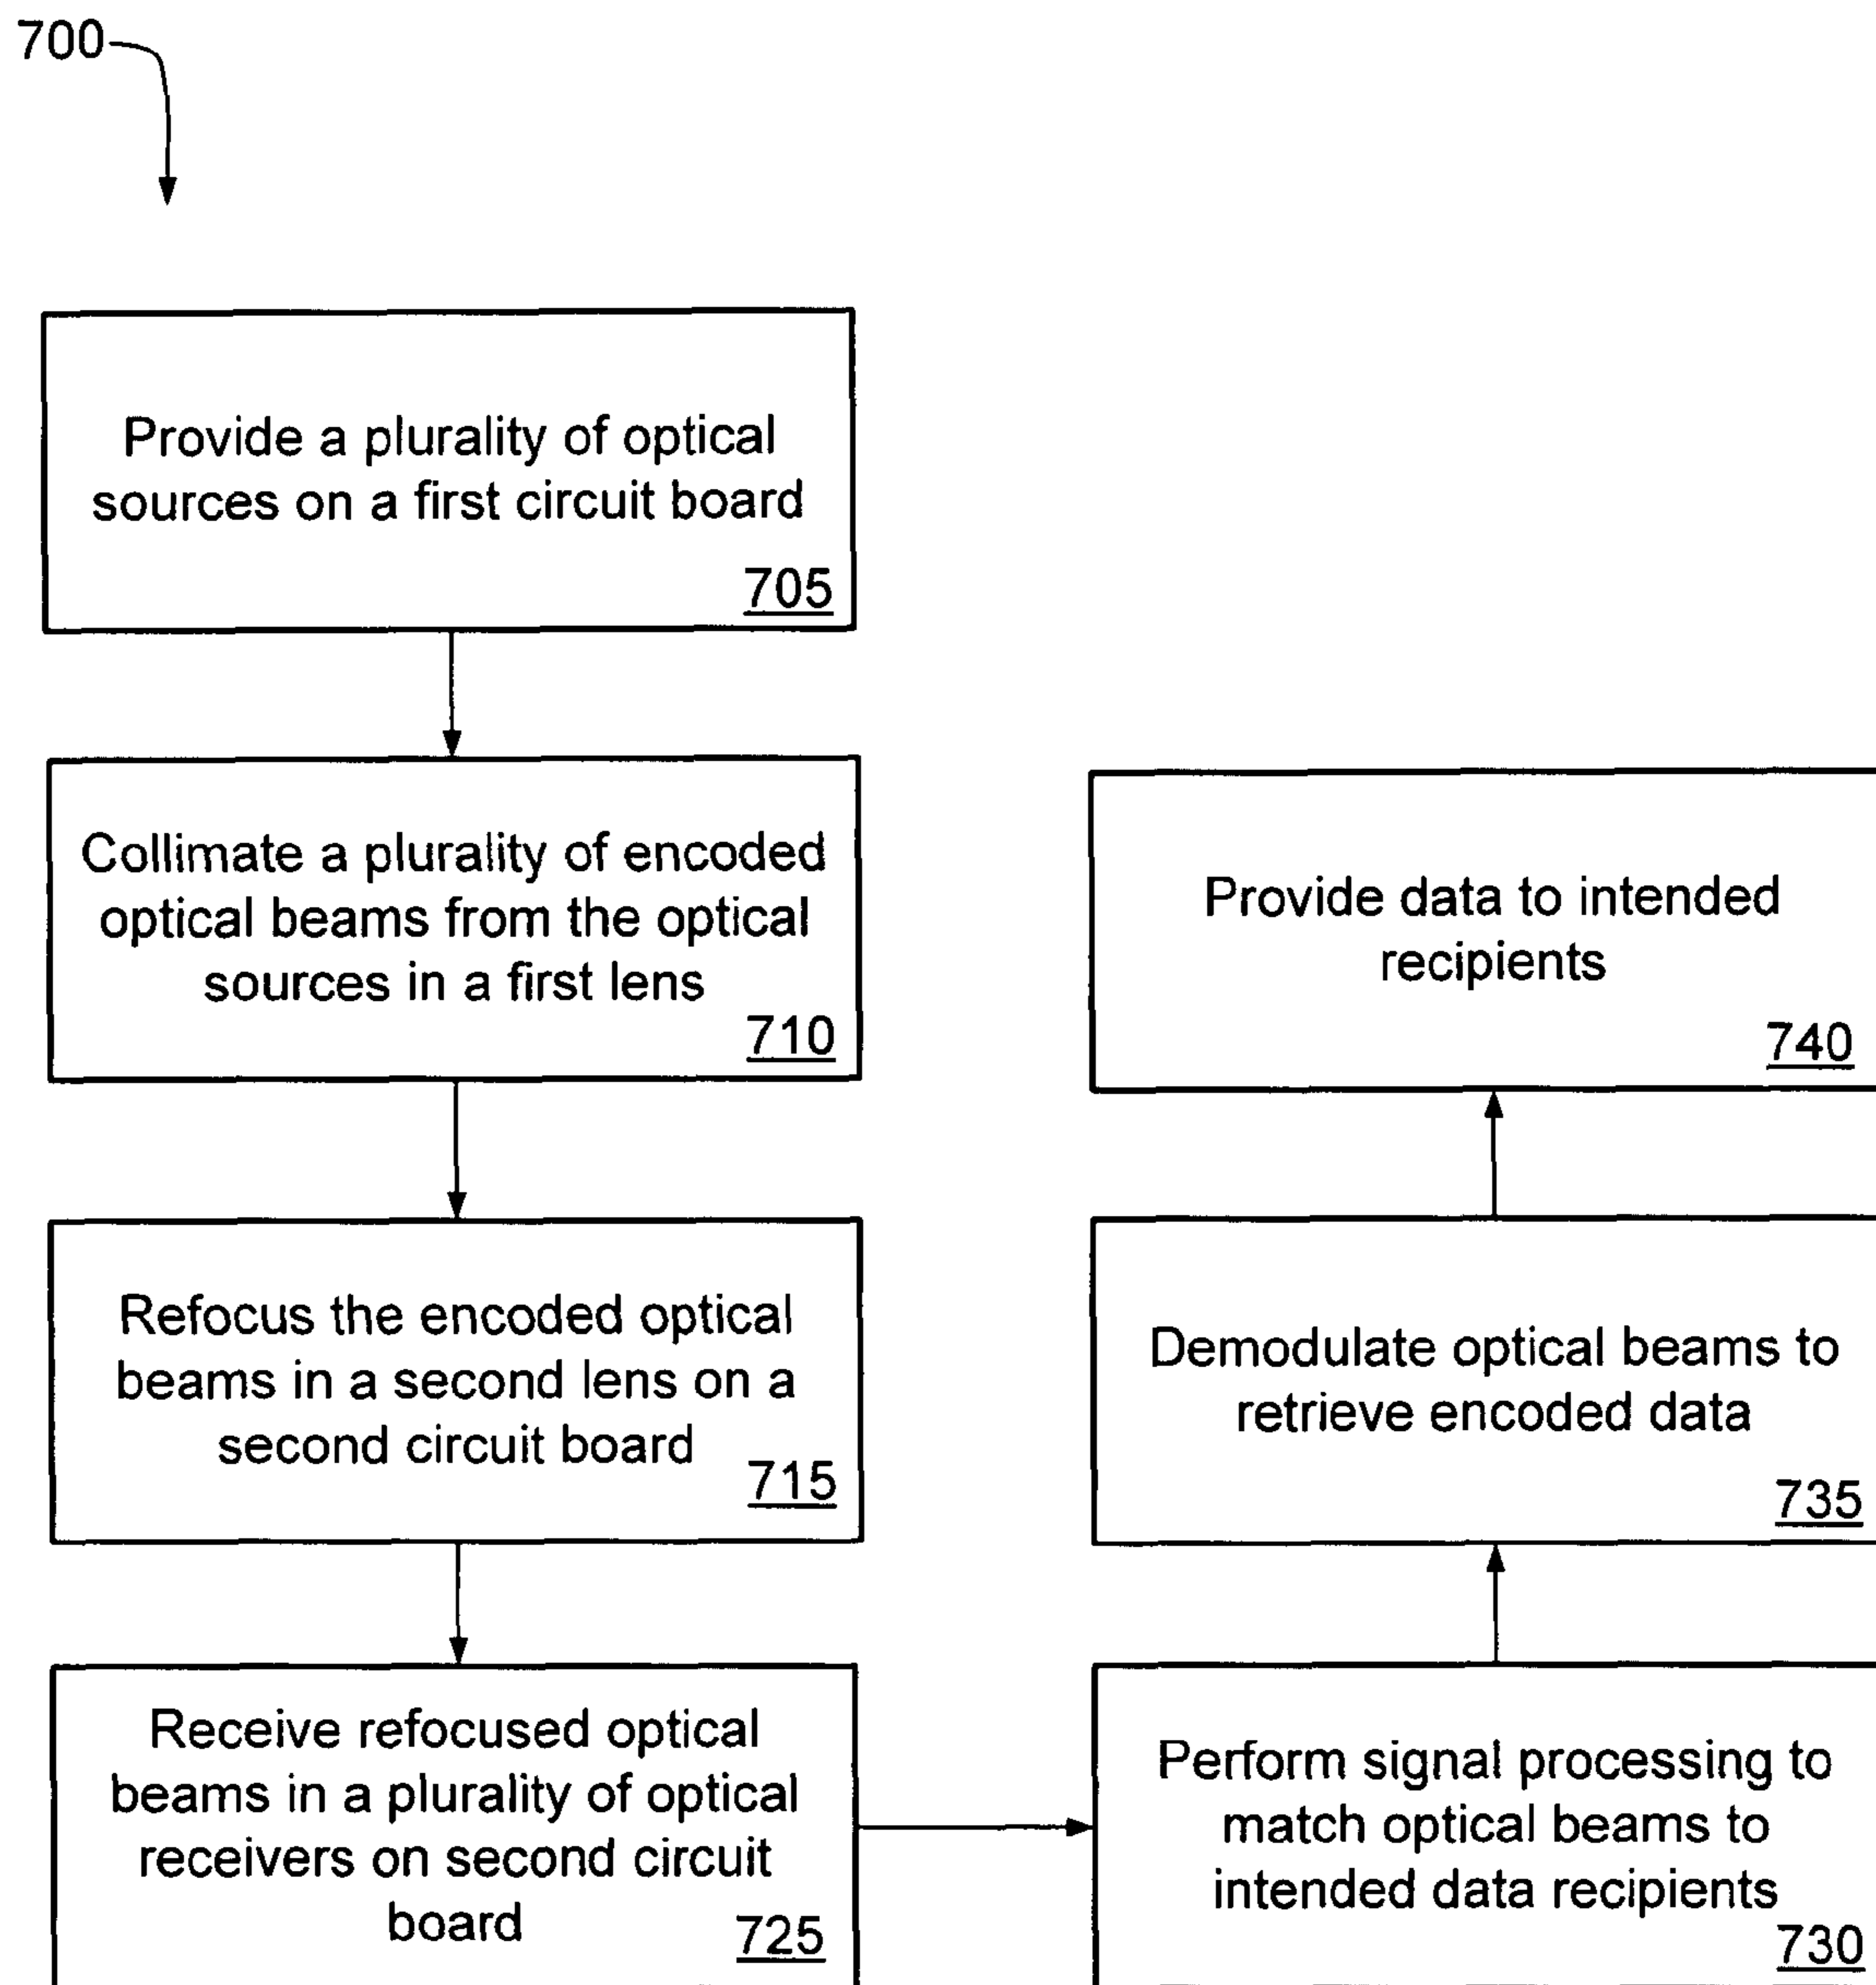 700
Provide a plurality of optical
sources on a first circuit board
705
Collimate a plurality of encoded
optical beams from the optical
sources in a first lens
710
Refocus the encoded optical
beams in a second lens on a
second circuit board
715
Receive refocused optical
beams in a plurality of optical
receivers on second circuit
board
725
Perform signal processing to
match optical beams to
intended data recipients
730
Demodulate optical beams to
retrieve encoded data
735
Provide data to intended
recipients
740